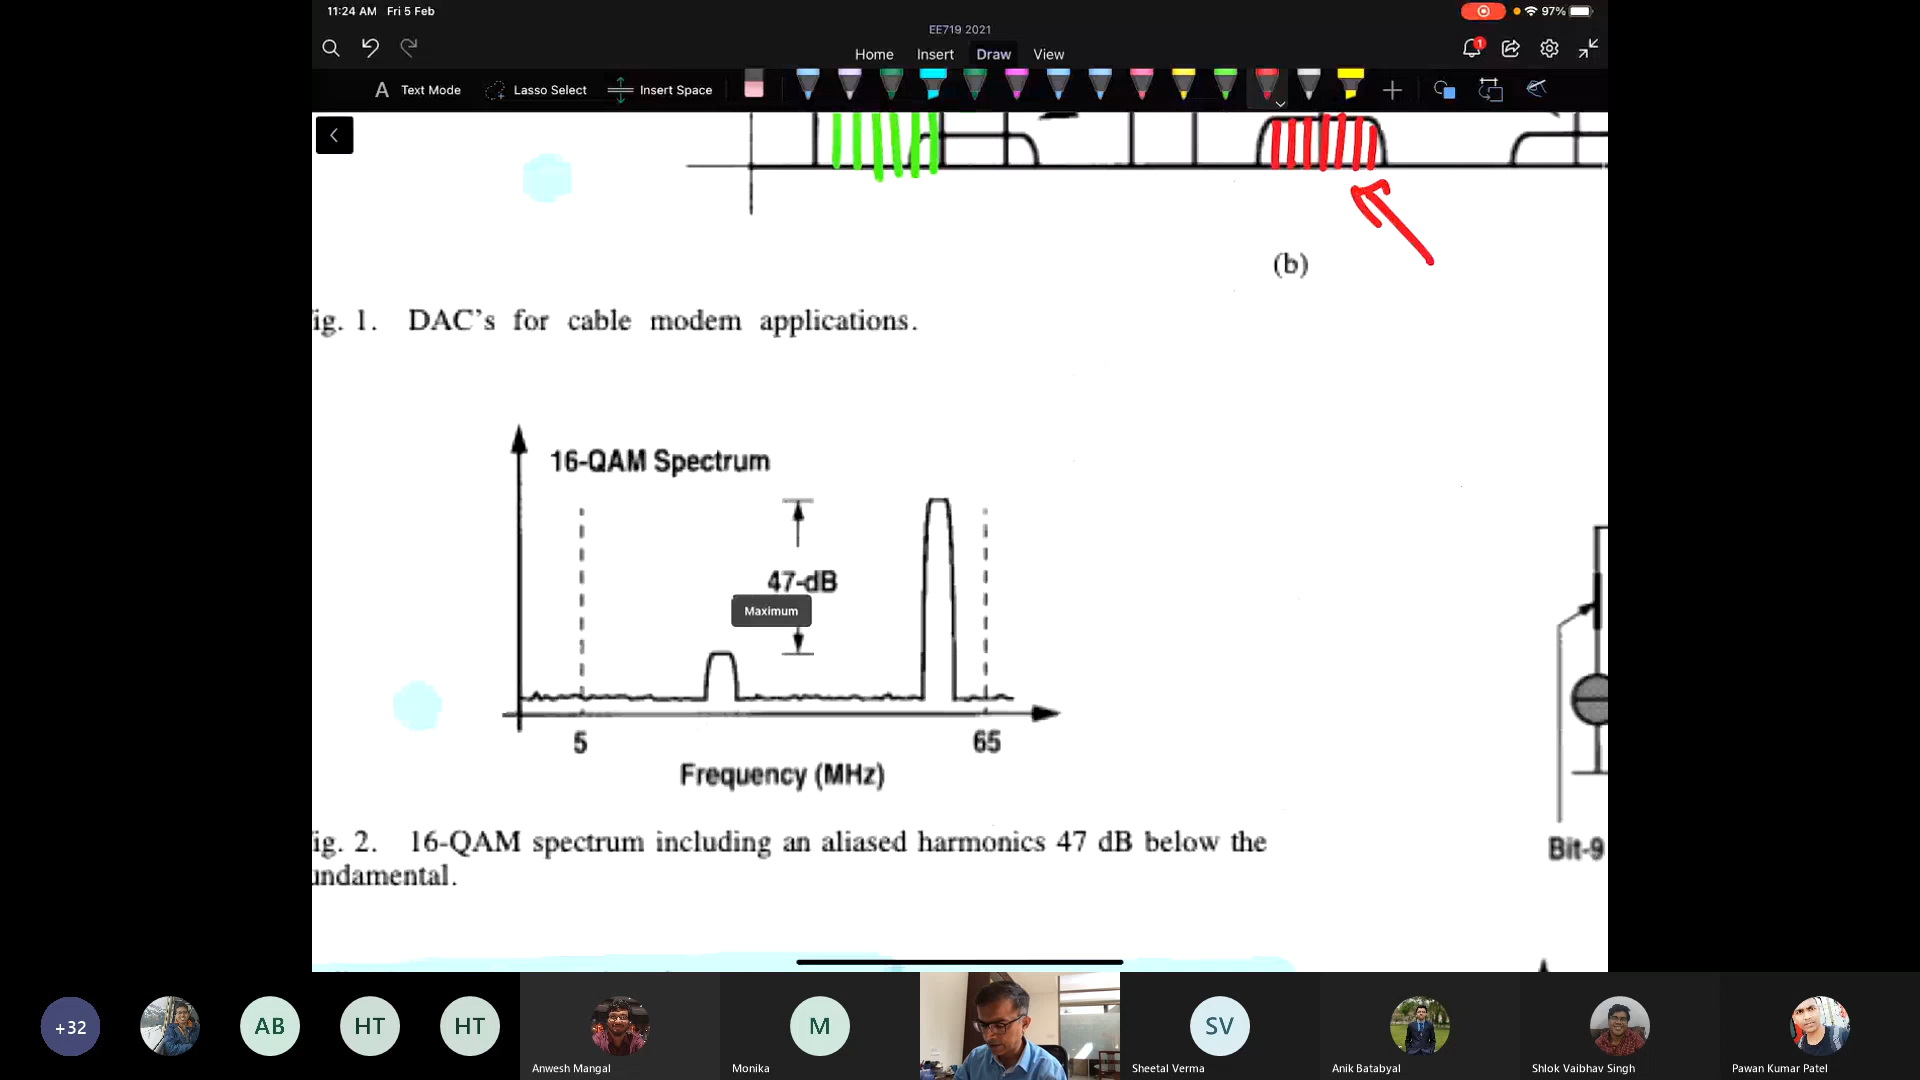 11:24 AM Fri 5 Feb
97%
EE719 2021
Home Insert Draw View
1
A Text Mode Lasso Select Insert Space
(b)
ig. 1. DAC's for cable modem applications.
16-QAM Spectrum
47-dB
Maximum
5 65
Frequency (MHz)
Bit-9
ig. 2. 16-QAM spectrum including an aliased harmonics 47 dB below the
undamental.
+32 AB HT HT M SV
Anwesh Mangal Monika Sheetal Verma Anik Batabyal Shlok Vaibhav Singh Pawan Kumar Patel